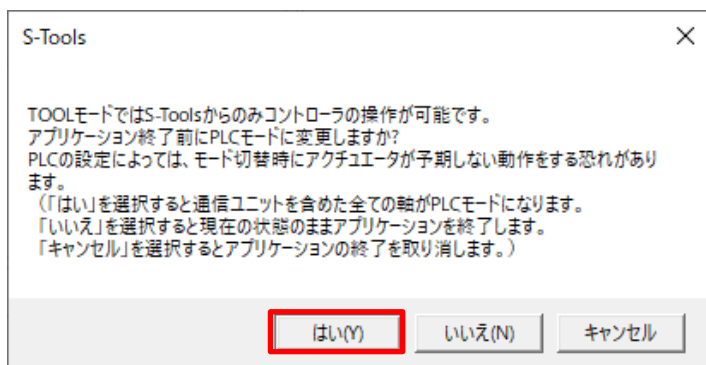 S-Tools
TOOLモードではS-Toolsからのみコントローラの操作が可能です。
アプリケーション終了前にPLCモードに変更しますか?
PLCの設定によっては、モード切替時にアクチュエータが予期しない動作をする恐れがあり
ます。
（「はい」を選択すると通信ユニットを含めた全ての軸がPLCモードになります。
「いいえ」を選択すると現在の状態のままアプリケーションを終了します。
「キャンセル」を選択するとアプリケーションの終了を取り消します。）
はい(Y) いいえ(N) キャンセル